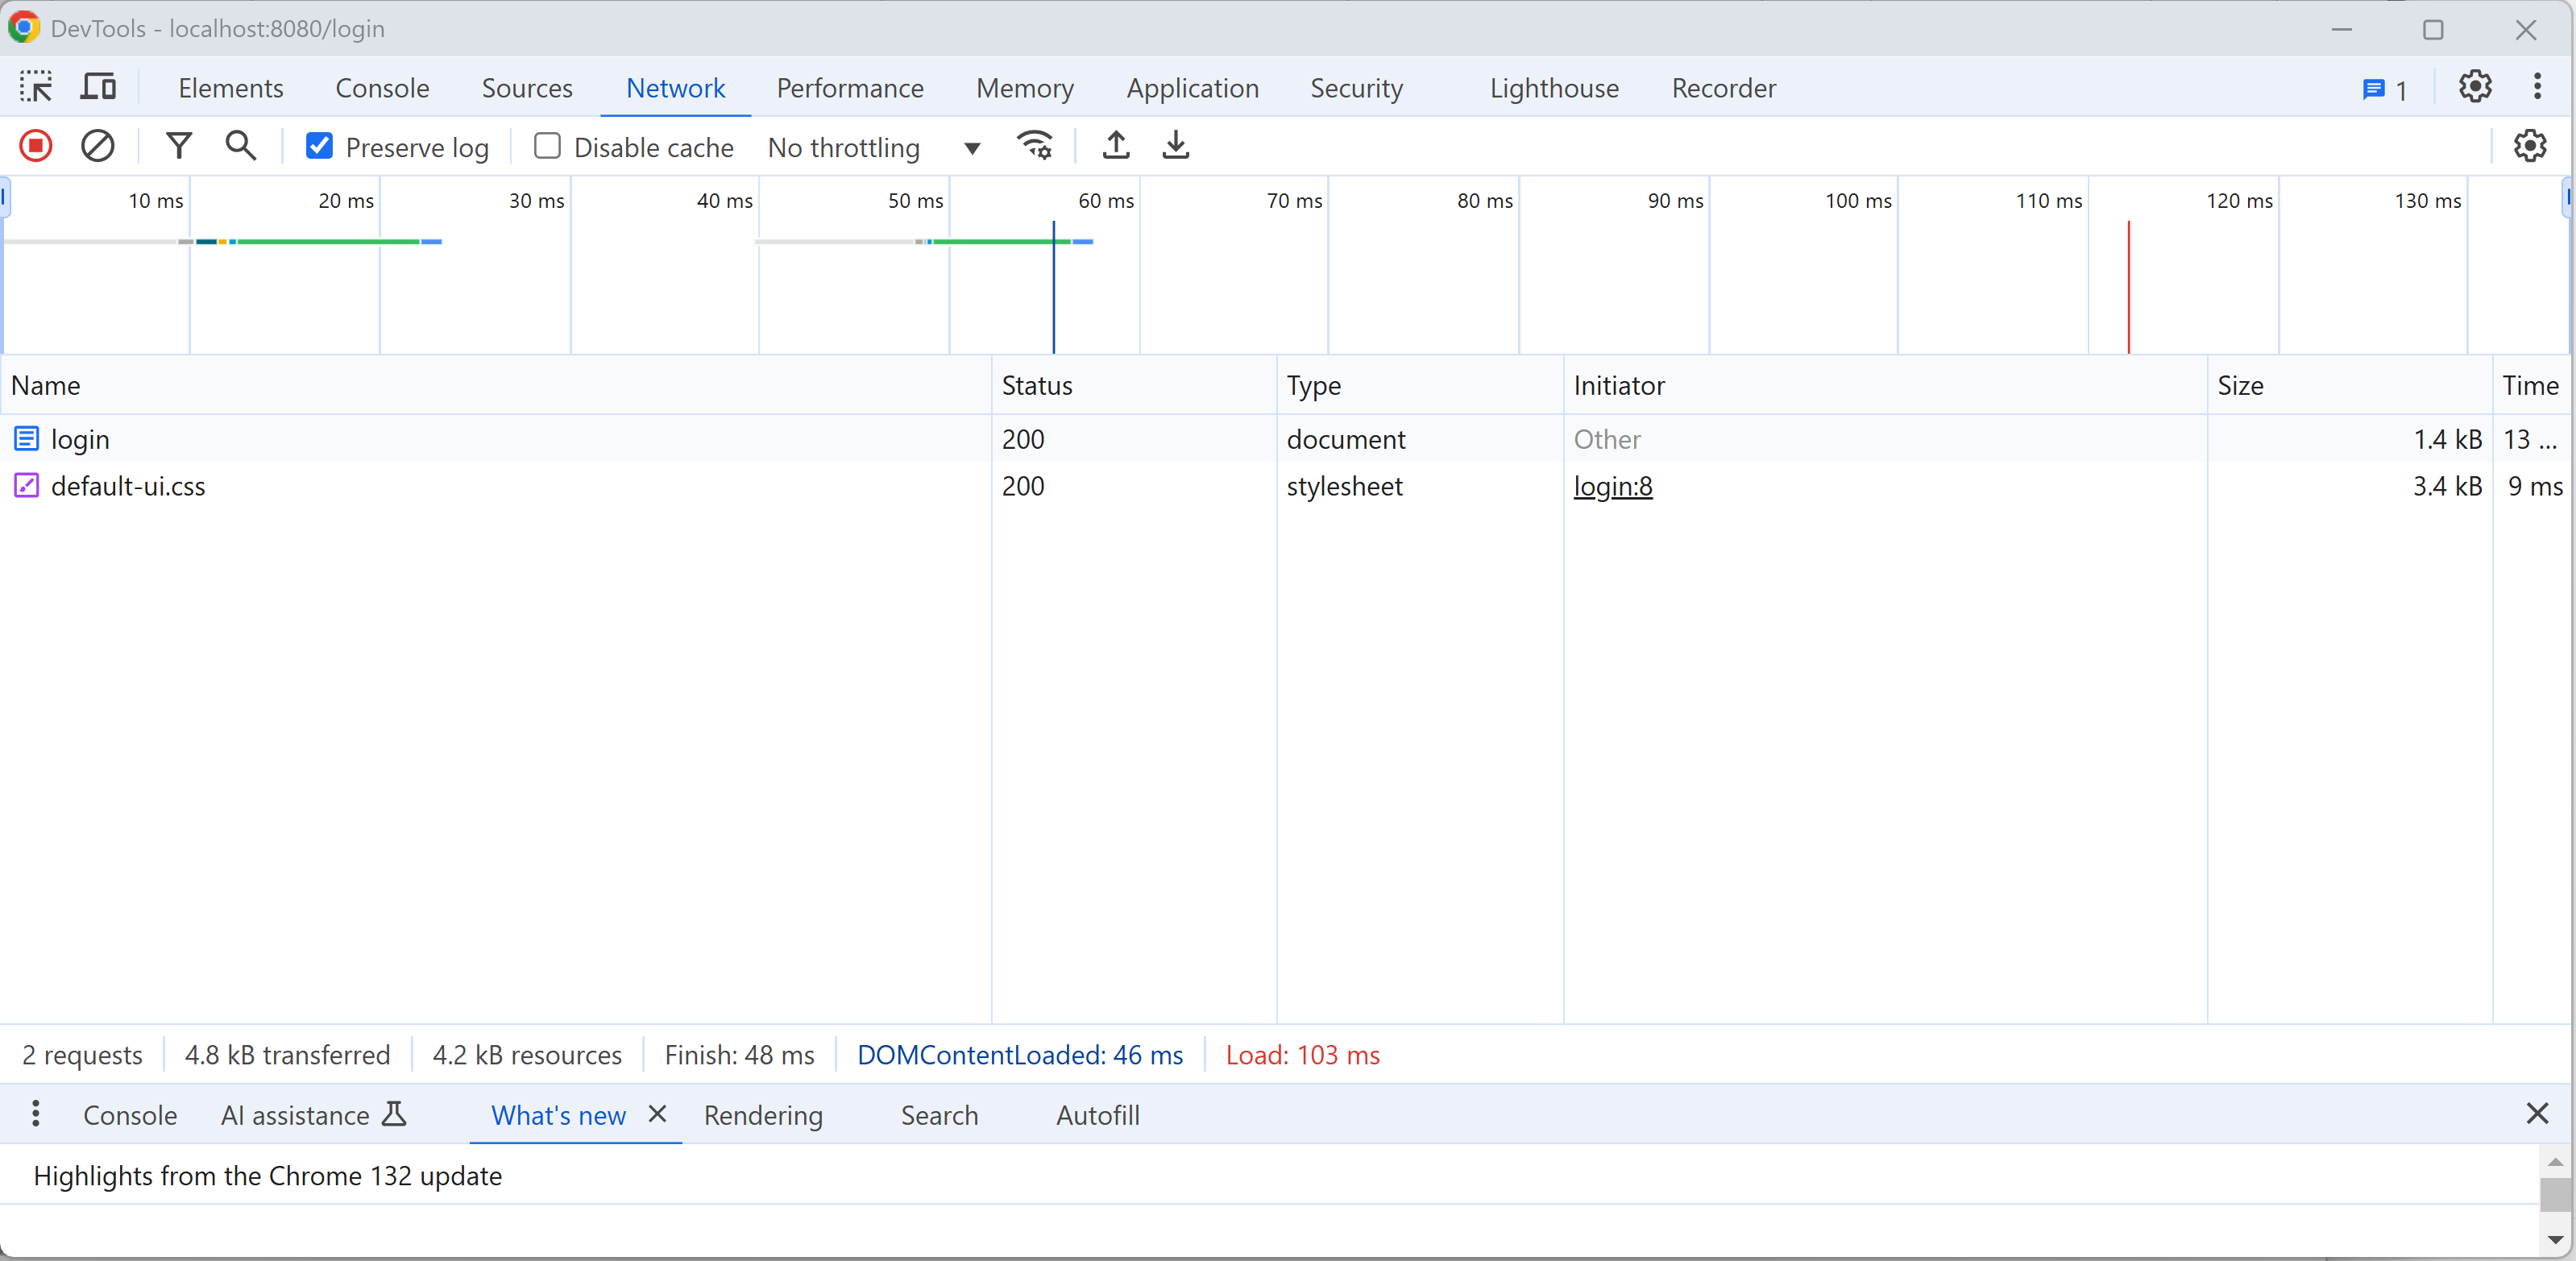 DevTools - localhost:8080/login
Elements Console Sources Network Performance Memory Application Security Lighthouse Recorder 1
Preserve log Disable cache No throttling
10 ms 20 ms 30 ms 40 ms 50 ms 60 ms 70 ms 80 ms 90 ms 100 ms 110 ms 120 ms 130 ms
Name Status Type Initiator Size Time
login 200 document Other 1.4 kB 13 ...
default-ui.css 200 stylesheet login:8 3.4 kB 9 ms
2 requests 4.8 kB transferred 4.2 kB resources Finish: 48 ms DOMContentLoaded: 46 ms Load: 103 ms
Console AI assistance What's new Rendering Search Autofill
Highlights from the Chrome 132 update